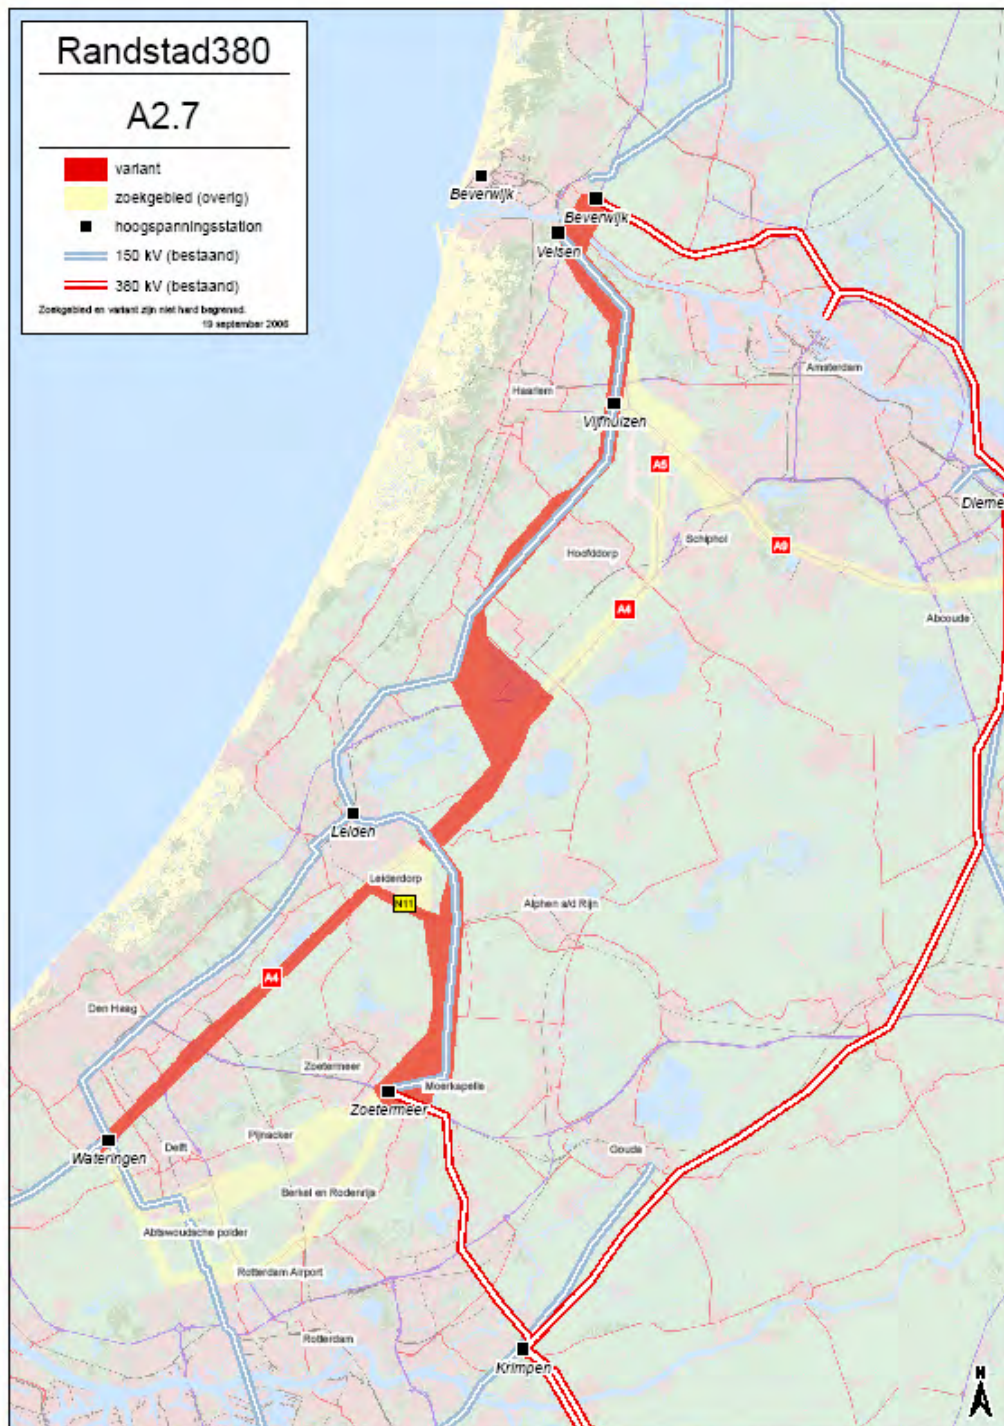 Randstad380
A2.7
variant
zoekgebied (overig)
hoogspanningsstation
150 kV (bestaand)
380 kV (bestaand)
Zoekgebied en variant zijn niet hard begrensd.
19 september 2006
Beverwijk
Beverwijk
Velsen
Amsterdam
Haarlem
Vijfhuizen
A5
Dieme
Schiphol
A9
Hoofddorp
A4
Abcoude
Leiden
Leiderdorp
N11
Alphen a/d Rijn
A4
Den Haag
Zoetermeer
Moerkapelle
Zoetermeer
Pijnacker
Delft
Gouda
Wateringen
Berkel en Rodenrijs
Abtswoudsche polder
Rotterdam Airport
Rotterdam
Krimpen
N